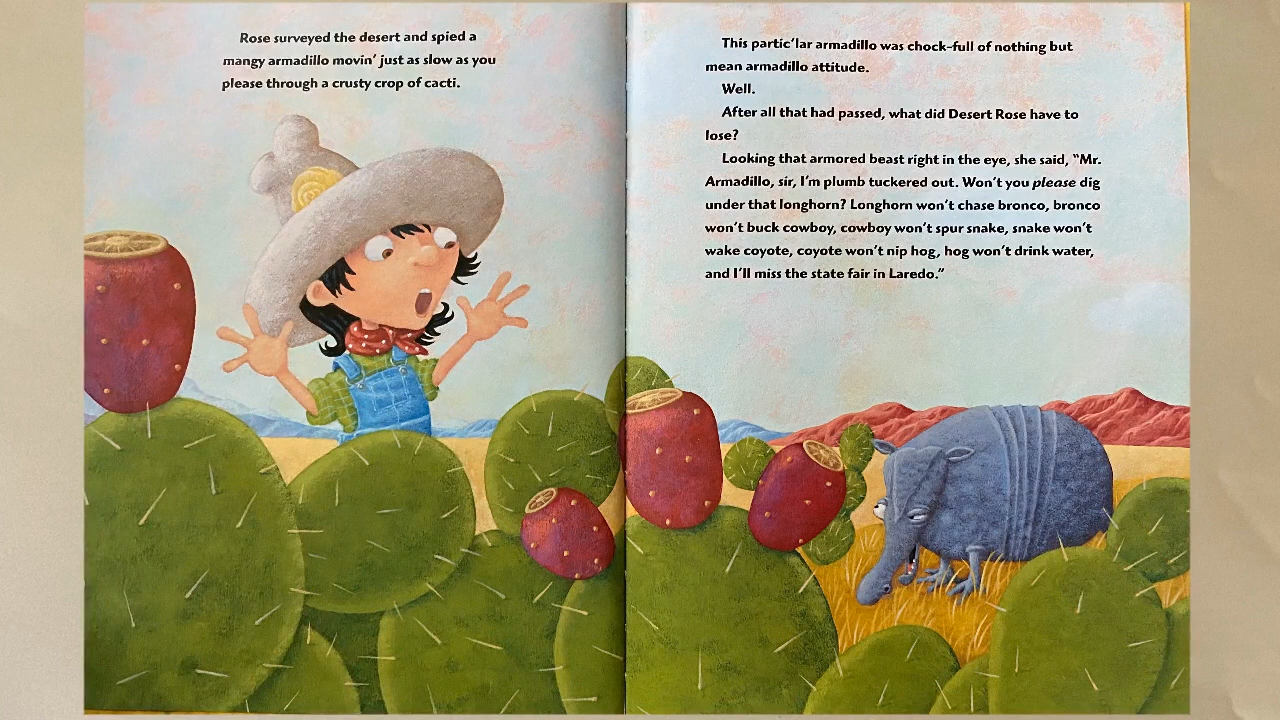 Rose surveyed the desert and spied a
mangy armadillo movin’ just as slow as you
please through a crusty crop of cacti.
This partic’lar armadillo was chock-full of nothing but
mean armadillo attitude.
Well.
After all that had passed, what did Desert Rose have to
lose?
Looking that armored beast right in the eye, she said, “Mr.
Armadillo, sir, I’m plumb tuckered out. Won’t you please dig
under that longhorn? Longhorn won’t chase bronco, bronco
won’t buck cowboy, cowboy won’t spur snake, snake won’t
wake coyote, coyote won’t nip hog, hog won’t drink water,
and I’ll miss the state fair in Laredo.”